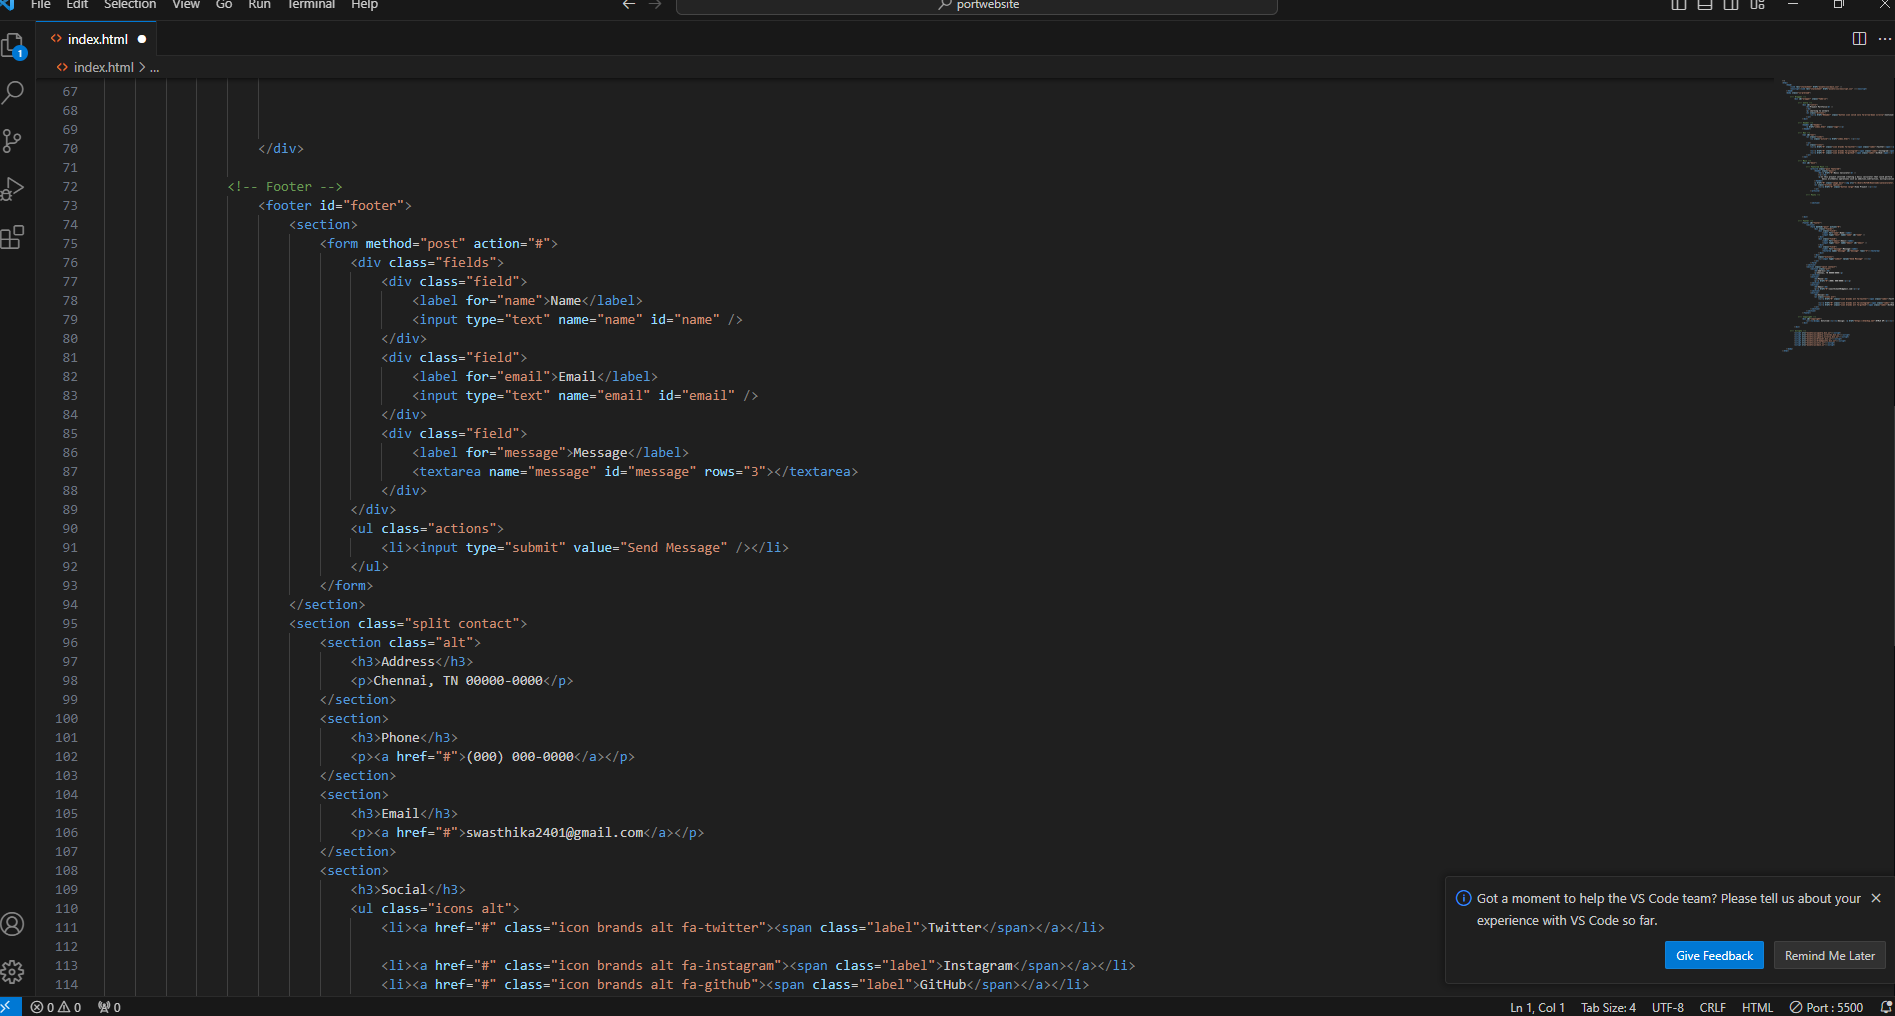 File Edit Selection View Go Run Terminal Help
portwebsite
index.html
index.html > ...
67
68
69
70 </div>
71
72 <!-- Footer -->
73 <footer id="footer">
74 <section>
75 <form method="post" action="#">
76 <div class="fields">
77 <div class="field">
78 <label for="name">Name</label>
79 <input type="text" name="name" id="name" />
80 </div>
81 <div class="field">
82 <label for="email">Email</label>
83 <input type="text" name="email" id="email" />
84 </div>
85 <div class="field">
86 <label for="message">Message</label>
87 <textarea name="message" id="message" rows="3"></textarea>
88 </div>
89 </div>
90 <ul class="actions">
91 <li><input type="submit" value="Send Message" /></li>
92 </ul>
93 </form>
94 </section>
95 <section class="split contact">
96 <section class="alt">
97 <h3>Address</h3>
98 <p>Chennai, TN 00000-0000</p>
99 </section>
100 <section>
101 <h3>Phone</h3>
102 <p><a href="#">(000) 000-0000</a></p>
103 </section>
104 <section>
105 <h3>Email</h3>
106 <p><a href="#">swasthika2401@gmail.com</a></p>
107 </section>
108 <section>
109 <h3>Social</h3>
110 <ul class="icons alt">
111 <li><a href="#" class="icon brands alt fa-twitter"><span class="label">Twitter</span></a></li>
112
113 <li><a href="#" class="icon brands alt fa-instagram"><span class="label">Instagram</span></a></li>
114 <li><a href="#" class="icon brands alt fa-github"><span class="label">GitHub</span></a></li>
1
Got a moment to help the VS Code team? Please tell us about your
experience with VS Code so far.
Give Feedback Remind Me Later
0 0 0 Ln 1, Col 1 Tab Size: 4 UTF-8 CRLF HTML Port : 5500